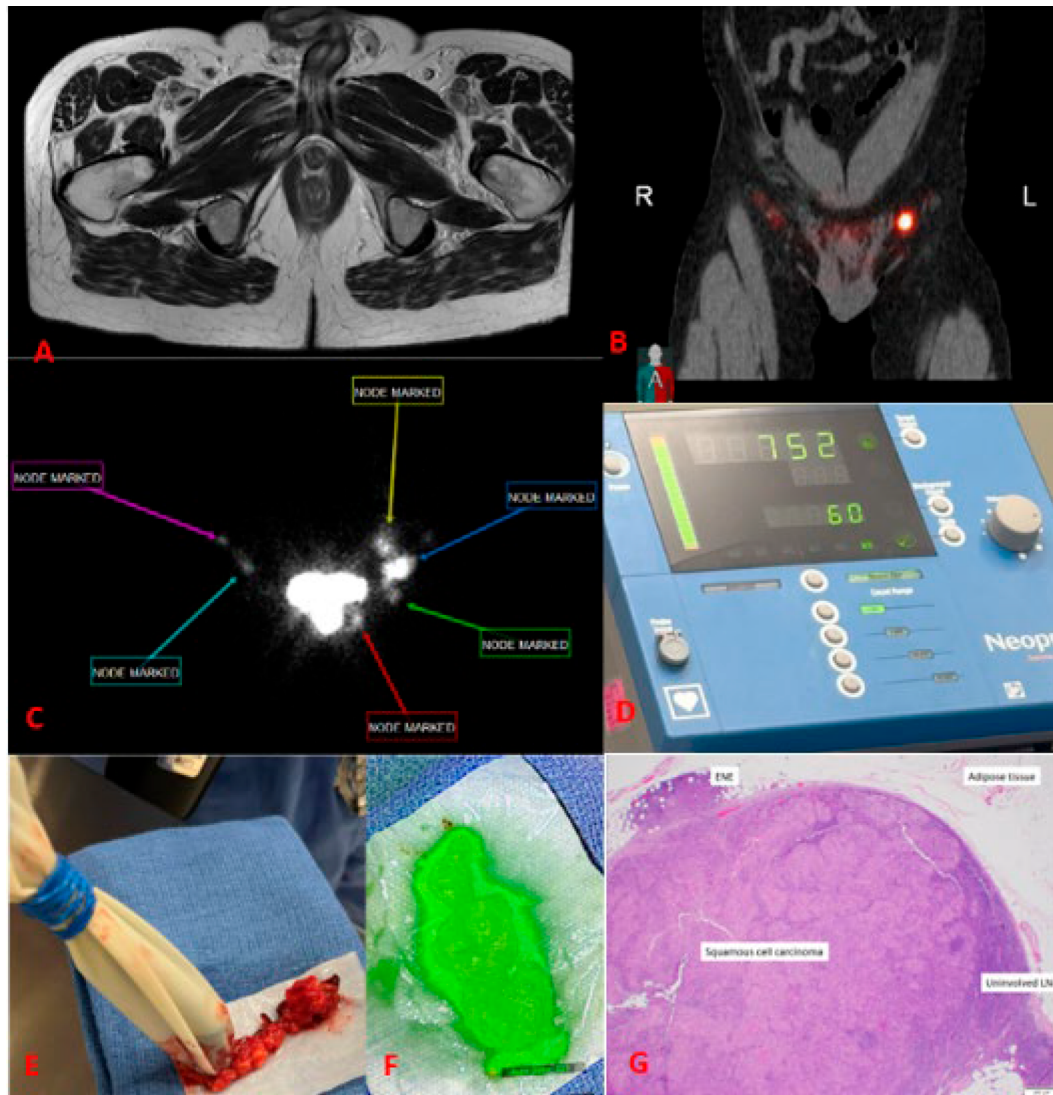 A
R
L
B
A
NODE MARKED
NODE MARKED
NODE MARKED
NODE MARKED
NODE MARKED
NODE MARKED
C
752
60
Neop
D
E
F
ENE
Adipose tissue
Squamous cell carcinoma
Uninvolved LN
G